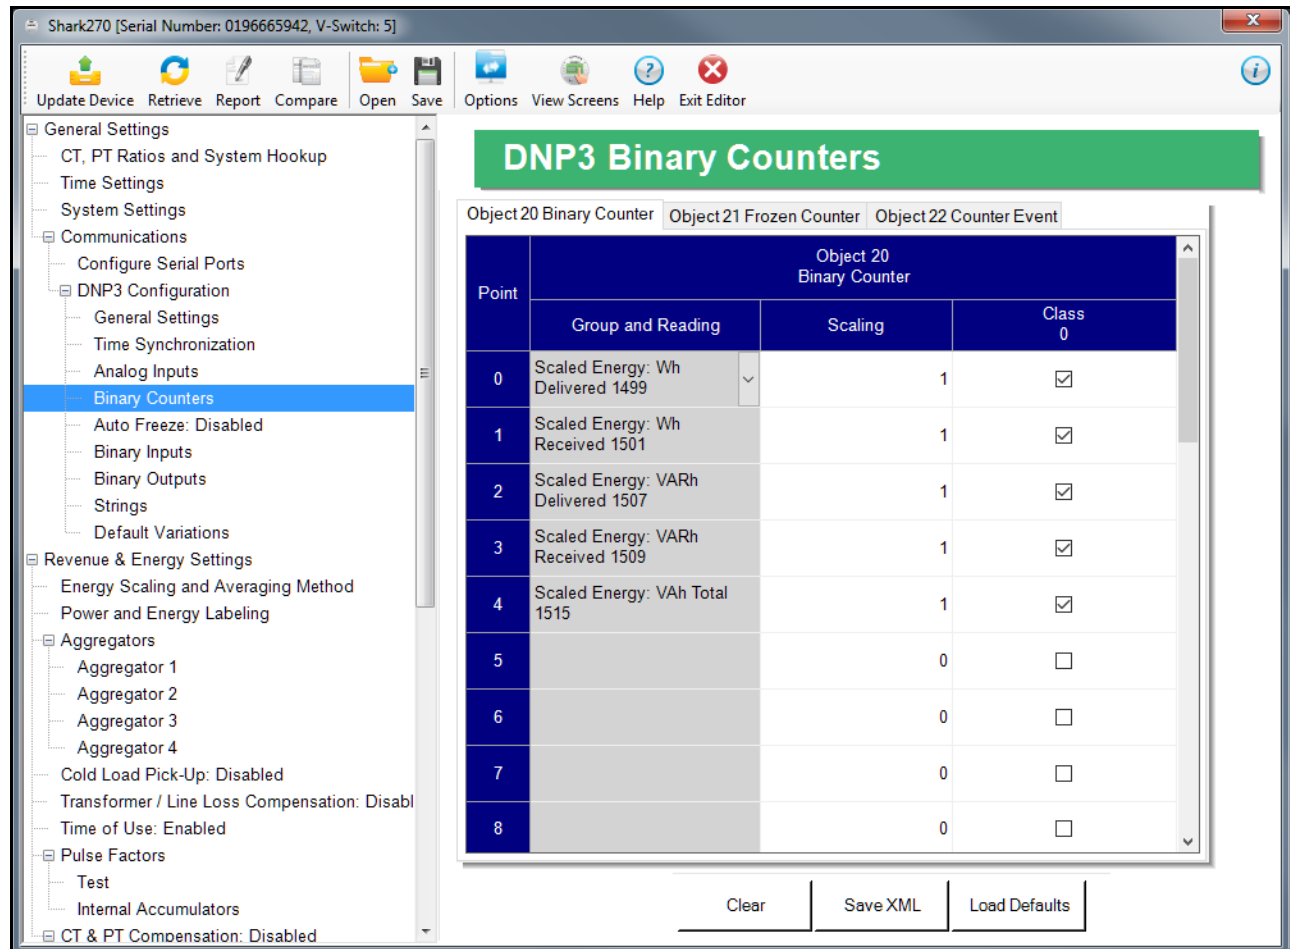 Shark270 [Serial Number: 0196665942, V-Switch: 5]
Update Device Retrieve Report Compare Open Save Options View Screens Help Exit Editor
General Settings
CT, PT Ratios and System Hookup
Time Settings
System Settings
Communications
Configure Serial Ports
DNP3 Configuration
General Settings
Time Synchronization
Analog Inputs
Binary Counters
Auto Freeze: Disabled
Binary Inputs
Binary Outputs
Strings
Default Variations
Revenue & Energy Settings
Energy Scaling and Averaging Method
Power and Energy Labeling
Aggregators
Aggregator 1
Aggregator 2
Aggregator 3
Aggregator 4
Cold Load Pick-Up: Disabled
Transformer / Line Loss Compensation: Disabl
Time of Use: Enabled
Pulse Factors
Test
Internal Accumulators
CT & PT Compensation: Disabled
DNP3 Binary Counters
Object 20 Binary Counter Object 21 Frozen Counter Object 22 Counter Event
Object 20
Binary Counter
Point
Group and Reading Scaling Class
0
0 Scaled Energy: Wh
Delivered 1499 1
1 Scaled Energy: Wh
Received 1501 1
2 Scaled Energy: VARh
Delivered 1507 1
3 Scaled Energy: VARh
Received 1509 1
4 Scaled Energy: VAh Total
1515 1
5 0
6 0
7 0
8 0
Clear Save XML Load Defaults